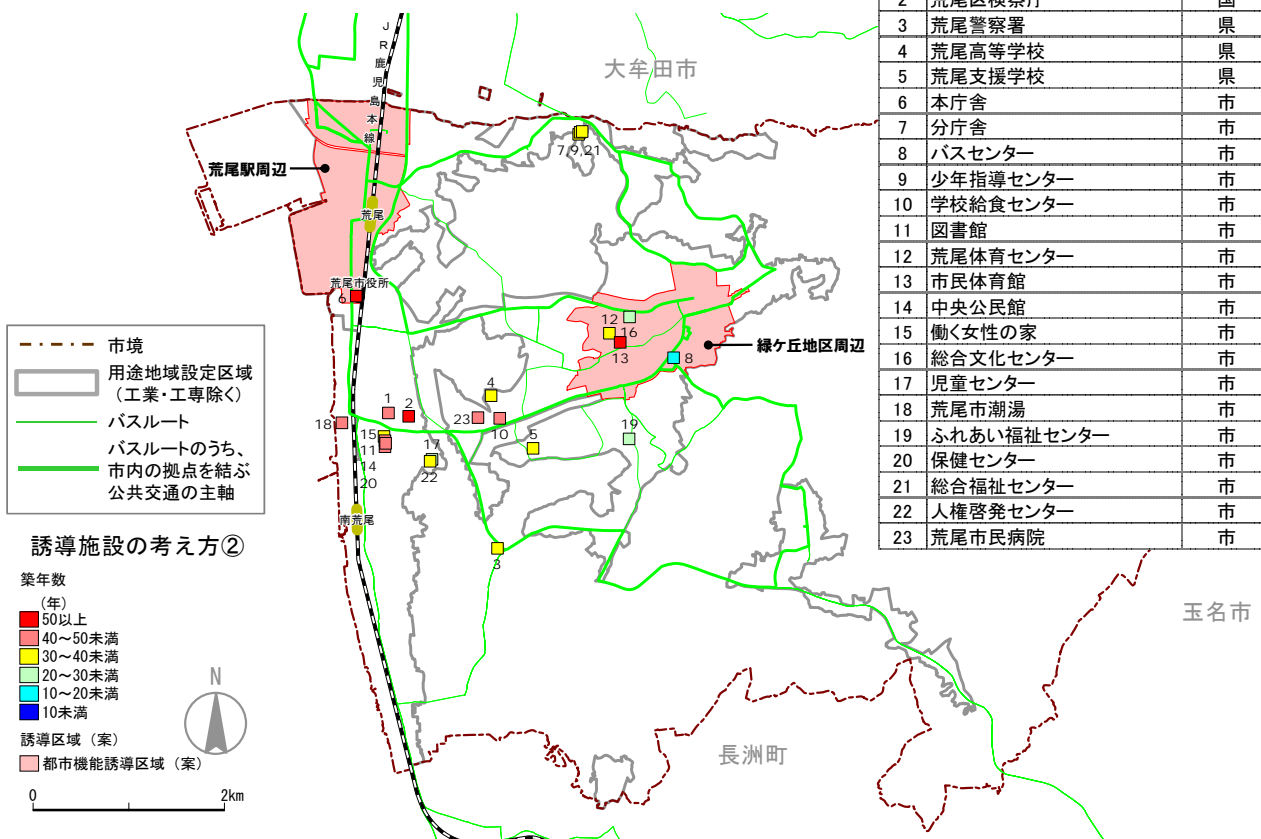 2 荒尾区検察庁 国
3 荒尾警察署 県
4 荒尾高等学校 県
5 荒尾支援学校 県
6 本庁舎 市
7 分庁舎 市
8 バスセンター 市
9 少年指導センター 市
10 学校給食センター 市
11 図書館 市
12 荒尾体育センター 市
13 市民体育館 市
14 中央公民館 市
15 働く女性の家 市
16 総合文化センター 市
17 児童センター 市
18 荒尾市潮湯 市
19 ふれあい福祉センター 市
20 保健センター 市
21 総合福祉センター 市
22 人権啓発センター 市
23 荒尾市民病院 市
JR鹿児島本線
大牟田市
7,9,21
荒尾駅周辺
荒尾
荒尾市役所
6
12
16
13
8
緑ケ丘地区周辺
4
1
2
23
10
18
15
11
14
20
17
22
5
19
南荒尾
3
玉名市
長洲町
市境
用途地域設定区域
（工業・工専除く）
バスルート
バスルートのうち、
市内の拠点を結ぶ
公共交通の主軸
誘導施設の考え方②
築年数
（年）
50以上
40～50未満
30～40未満
20～30未満
10～20未満
10未満
誘導区域（案）
都市機能誘導区域（案）
N
0 2km